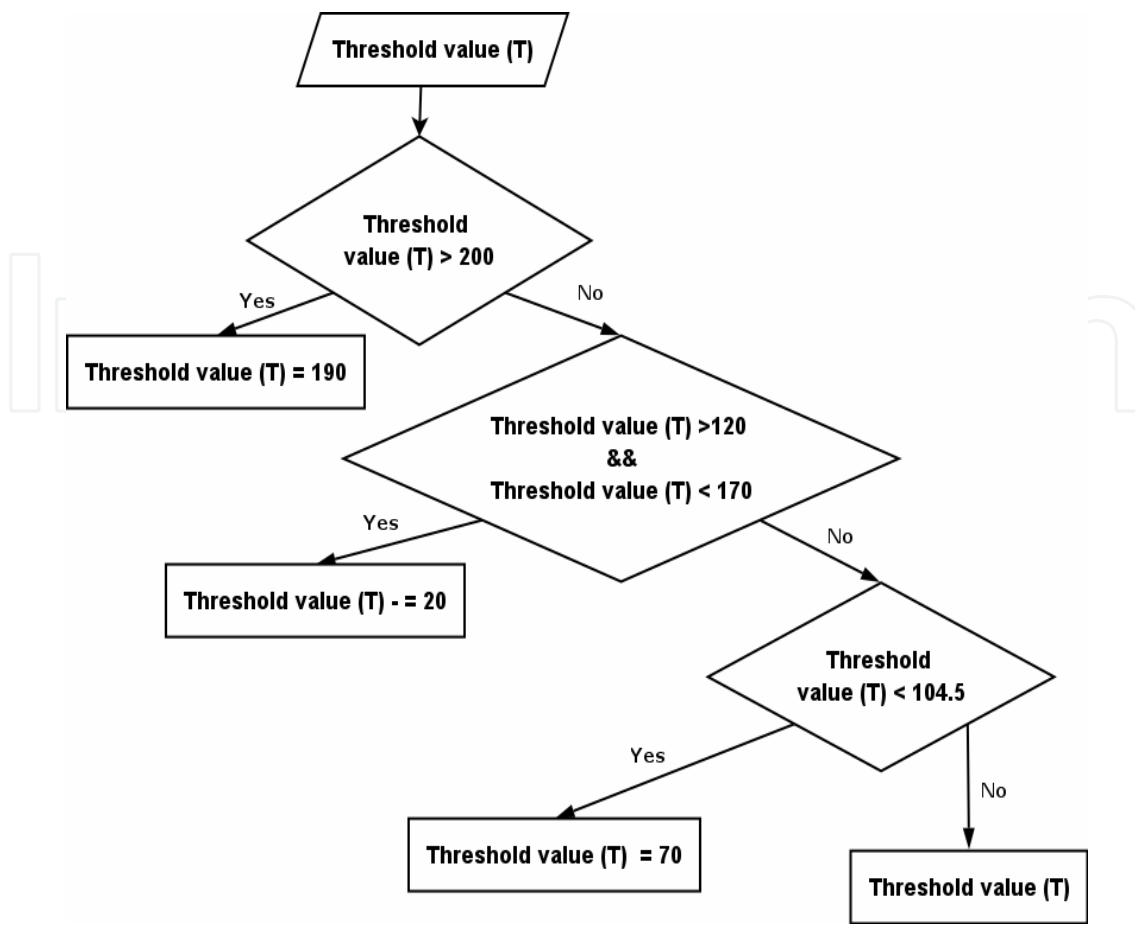 Threshold value (T)
Threshold
value (T) > 200
Yes
No
Threshold value (T) = 190
Threshold value (T) >120
&&
Threshold value (T) < 170
Yes
No
Threshold value (T) - = 20
Threshold
value (T) < 104.5
Yes
No
Threshold value (T) = 70
Threshold value (T)